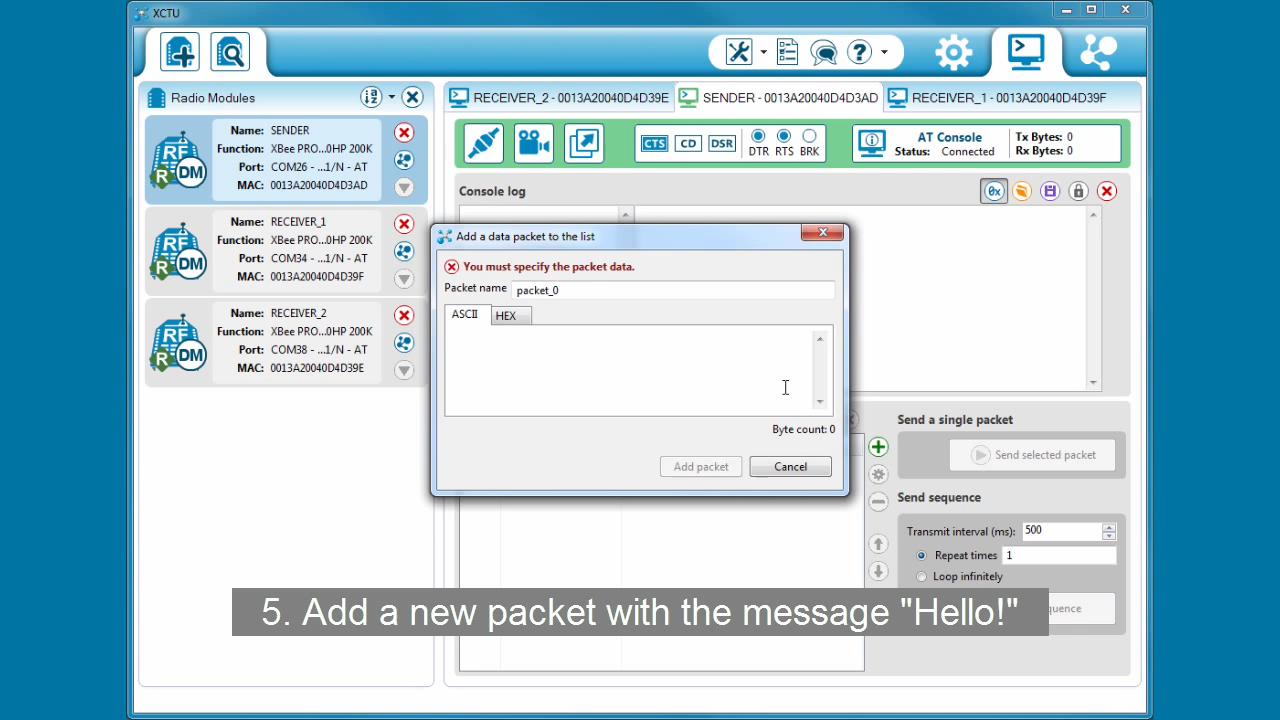 XCTU
Radio Modules
Name: SENDER
Function: XBee PRO...0HP 200K
Port: COM26 - ...1/N - AT
MAC: 0013A20040D4D3AD
Name: RECEIVER_1
Function: XBee PRO...0HP 200K
Port: COM34 - ...1/N - AT
MAC: 0013A20040D4D39F
Name: RECEIVER_2
Function: XBee PRO...0HP 200K
Port: COM38 - ...1/N - AT
MAC: 0013A20040D4D39E
RECEIVER_2 - 0013A20040D4D39E
SENDER - 0013A20040D4D3AD
RECEIVER_1 - 0013A20040D4D39F
CTS CD DSR
DTR RTS BRK
AT Console
Status: Connected
Tx Bytes: 0
Rx Bytes: 0
Console log
0x
Add a data packet to the list
You must specify the packet data.
Packet name packet_0
ASCII HEX
Byte count: 0
Add packet Cancel
Send a single packet
Send selected packet
Send sequence
Transmit interval (ms): 500
Repeat times 1
Loop infinitely
quence
5. Add a new packet with the message "Hello!"